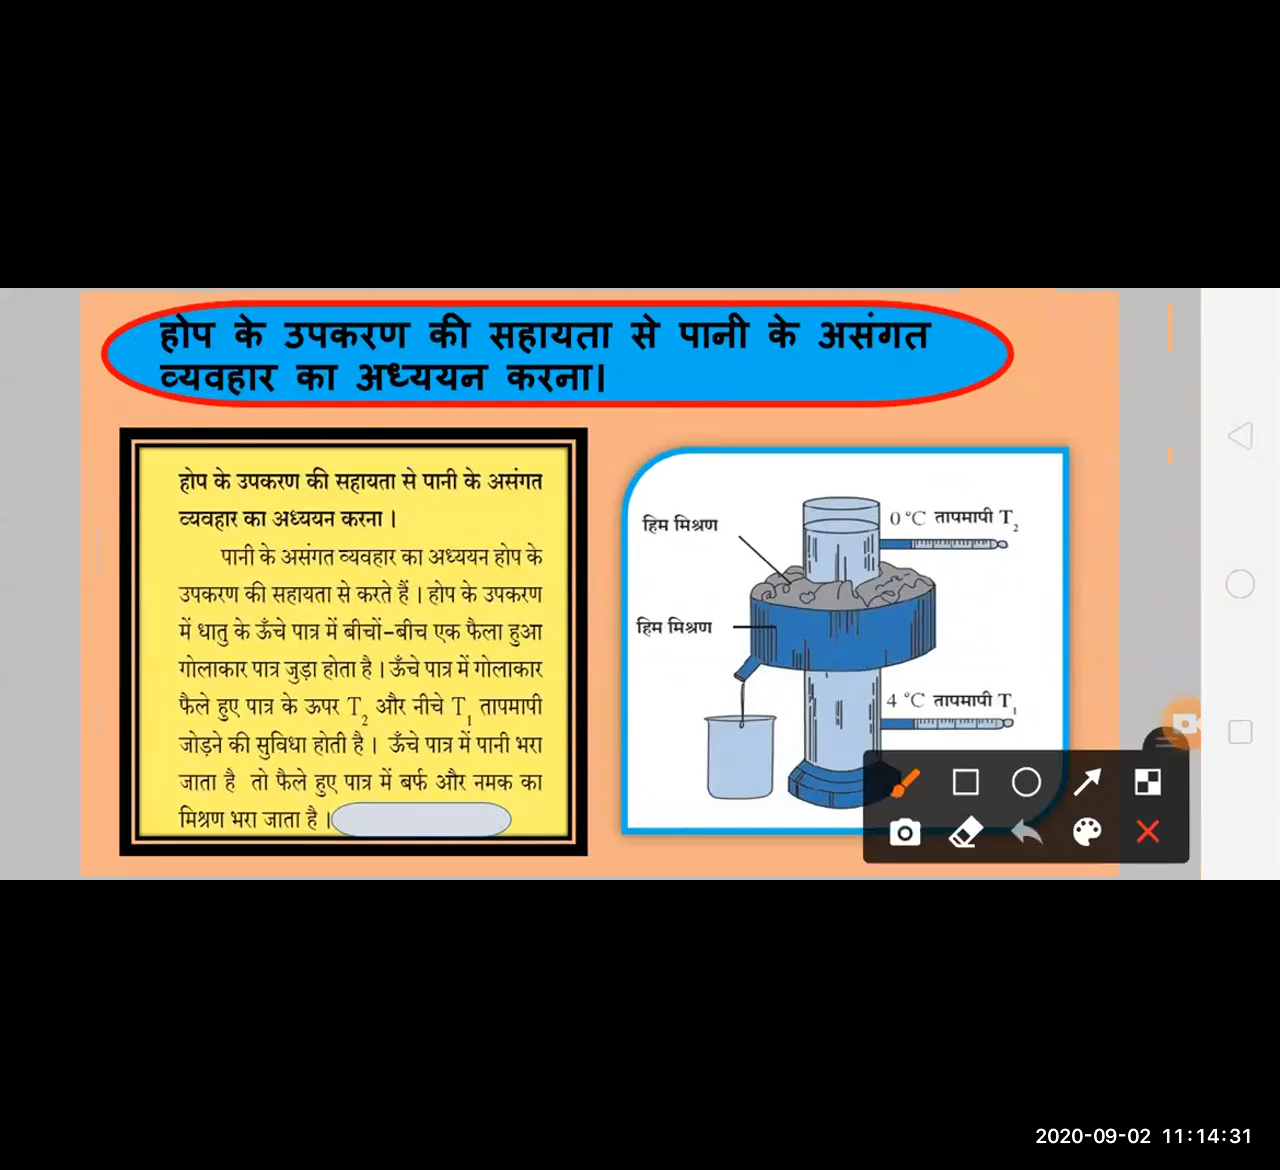 होप के उपकरण की सहायता से पानी के असंगत
व्यवहार का अध्ययन करना।
होप के उपकरण की सहायता से पानी के असंगत
व्यवहार का अध्ययन करना ।
पानी के असंगत व्यवहार का अध्ययन होप के
उपकरण की सहायता से करते हैं । होप के उपकरण
में धातु के ऊँचे पात्र में बीचों-बीच एक फैला हुआ
गोलाकार पात्र जुड़ा होता है । ऊँचे पात्र में गोलाकार
फैले हुए पात्र के ऊपर T₂ और नीचे T₁ तापमापी
जोड़ने की सुविधा होती है । ऊँचे पात्र में पानी भरा
जाता है तो फैले हुए पात्र में बर्फ और नमक का
मिश्रण भरा जाता है ।
हिम मिश्रण
0 °C तापमापी T₂
हिम मिश्रण
4 °C तापमापी T₁
2020-09-02 11:14:31